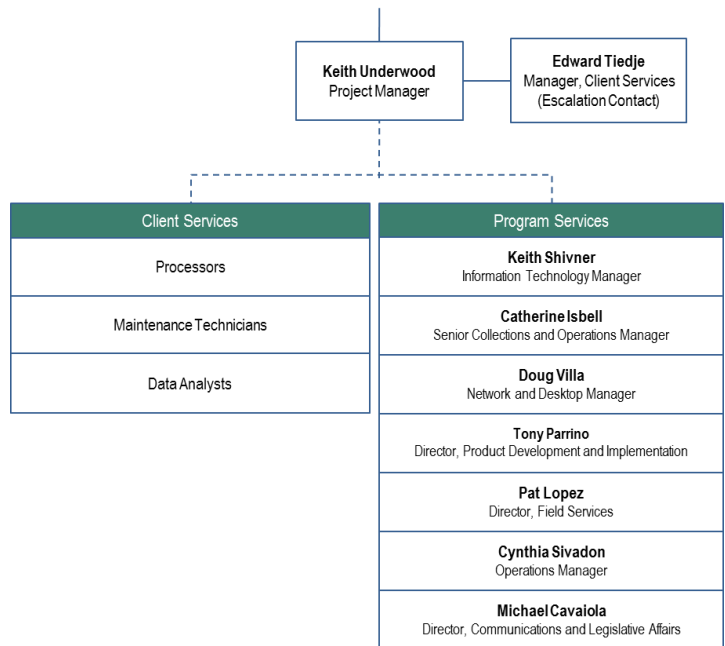 Keith Underwood
Project Manager
Edward Tiedje
Manager, Client Services
(Escalation Contact)
Client Services
Processors
Maintenance Technicians
Data Analysts
Program Services
Keith Shivner
Information Technology Manager
Catherine Isbell
Senior Collections and Operations Manager
Doug Villa
Network and Desktop Manager
Tony Parrino
Director, Product Development and Implementation
Pat Lopez
Director, Field Services
Cynthia Sivadon
Operations Manager
Michael Cavaiola
Director, Communications and Legislative Affairs